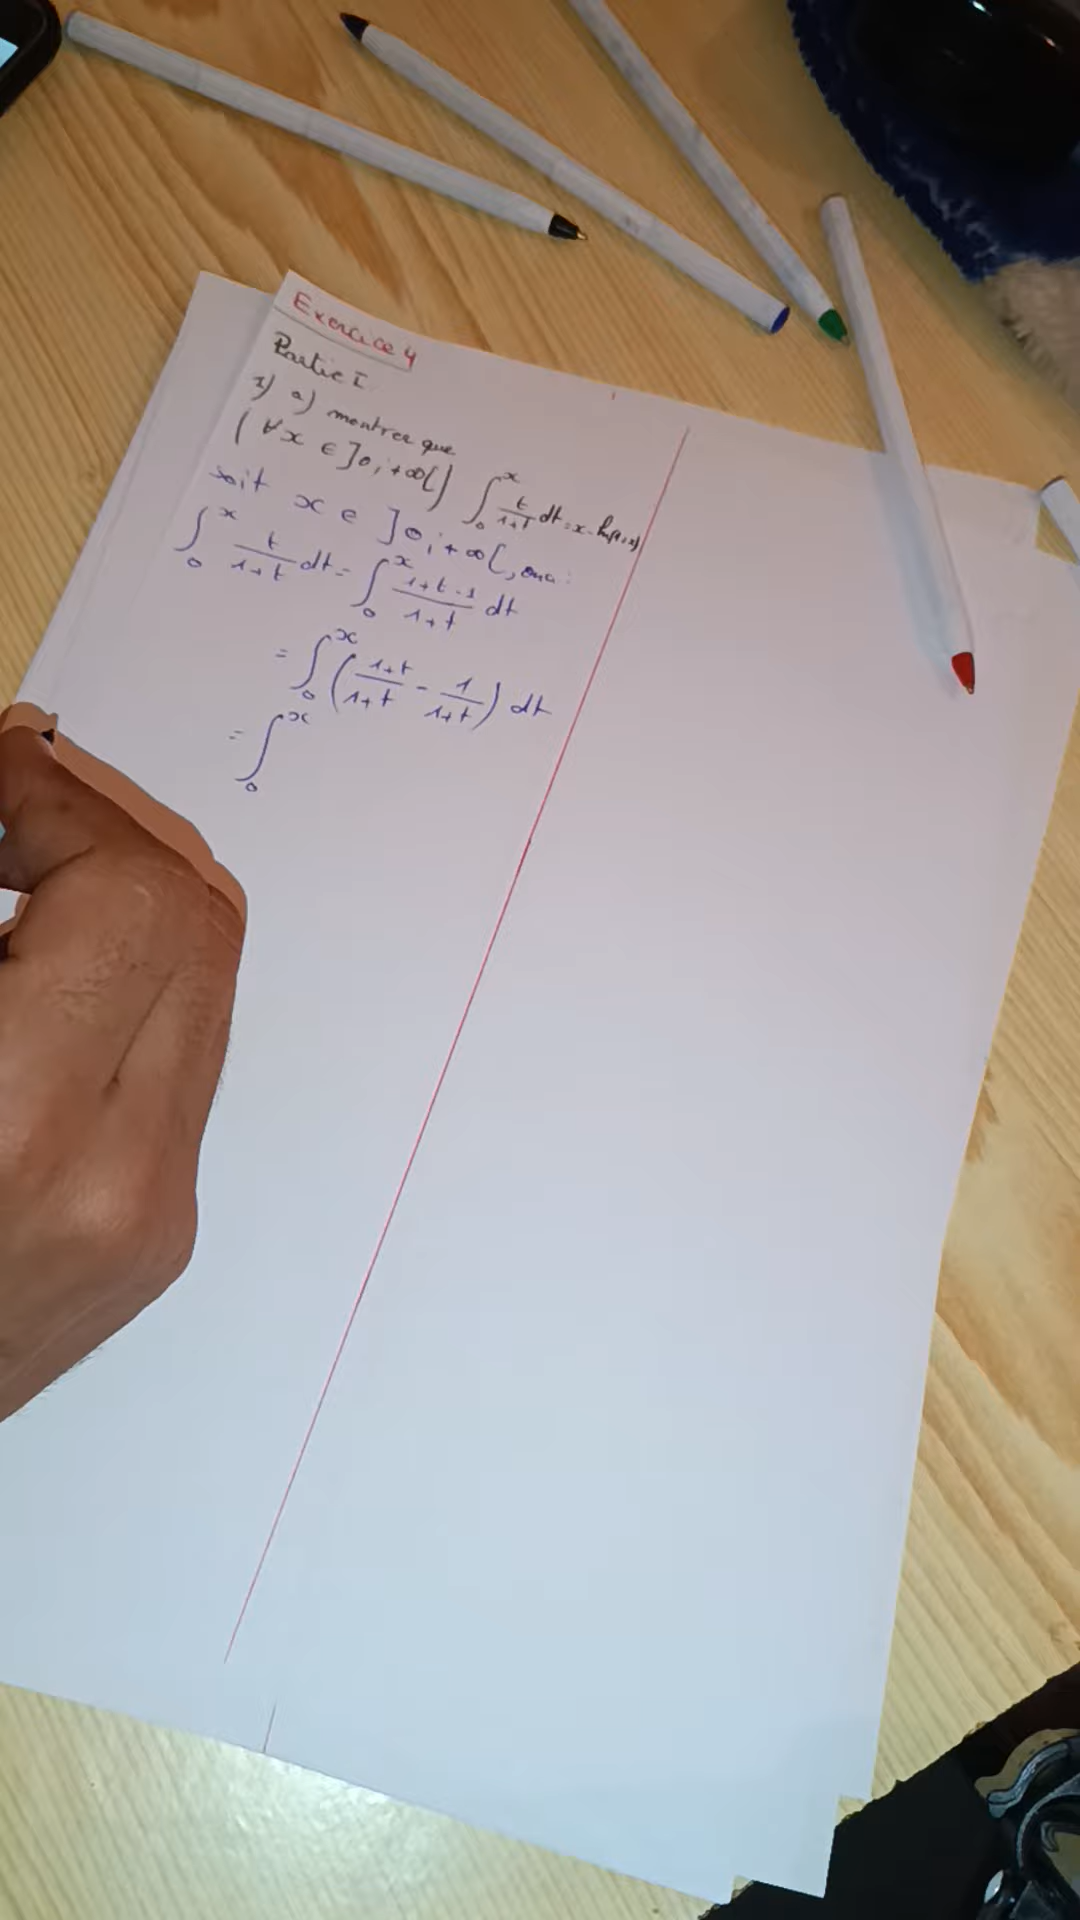 Exercice 4
Partie I
1) a) montrer que
(∀x ∈ ]0,+∞[) ∫₀ˣ t/(1+t) dt = x - ln(1+x)
soit x ∈ ]0,+∞[, on a :
∫₀ˣ t/(1+t) dt = ∫₀ˣ (1+t-1)/(1+t) dt
= ∫₀ˣ ((1+t)/(1+t) - 1/(1+t)) dt
= ∫₀ˣ